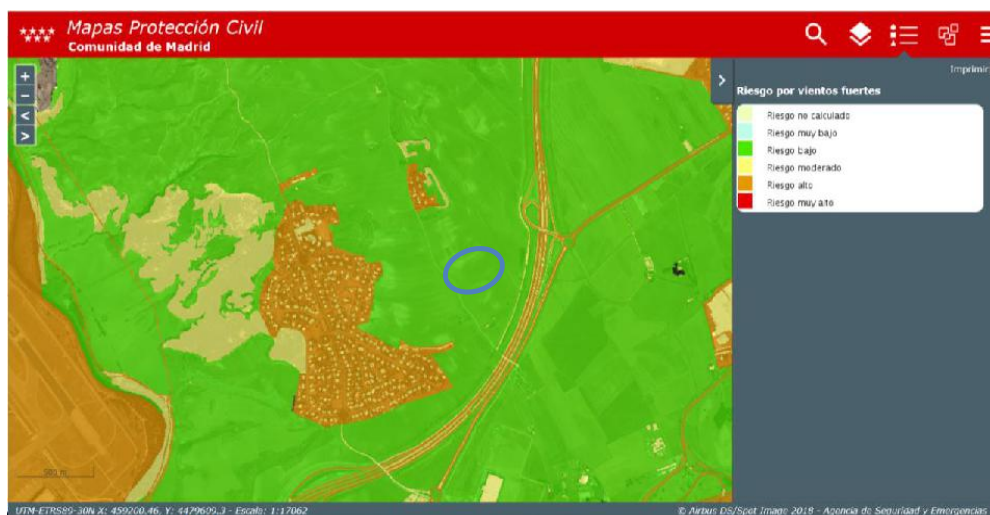 Mapas Protección Civil
Comunidad de Madrid
Imprimir
Riesgo por vientos fuertes
Riesgo no calculado
Riesgo muy bajo
Riesgo bajo
Riesgo moderado
Riesgo alto
Riesgo muy alto
500 m
UTM-ETRS89-30N X: 459200.46, Y: 4479609.3 - Escala: 1:17062
© Airbus DS/Spot Image 2018 - Agencia de Seguridad y Emergencias